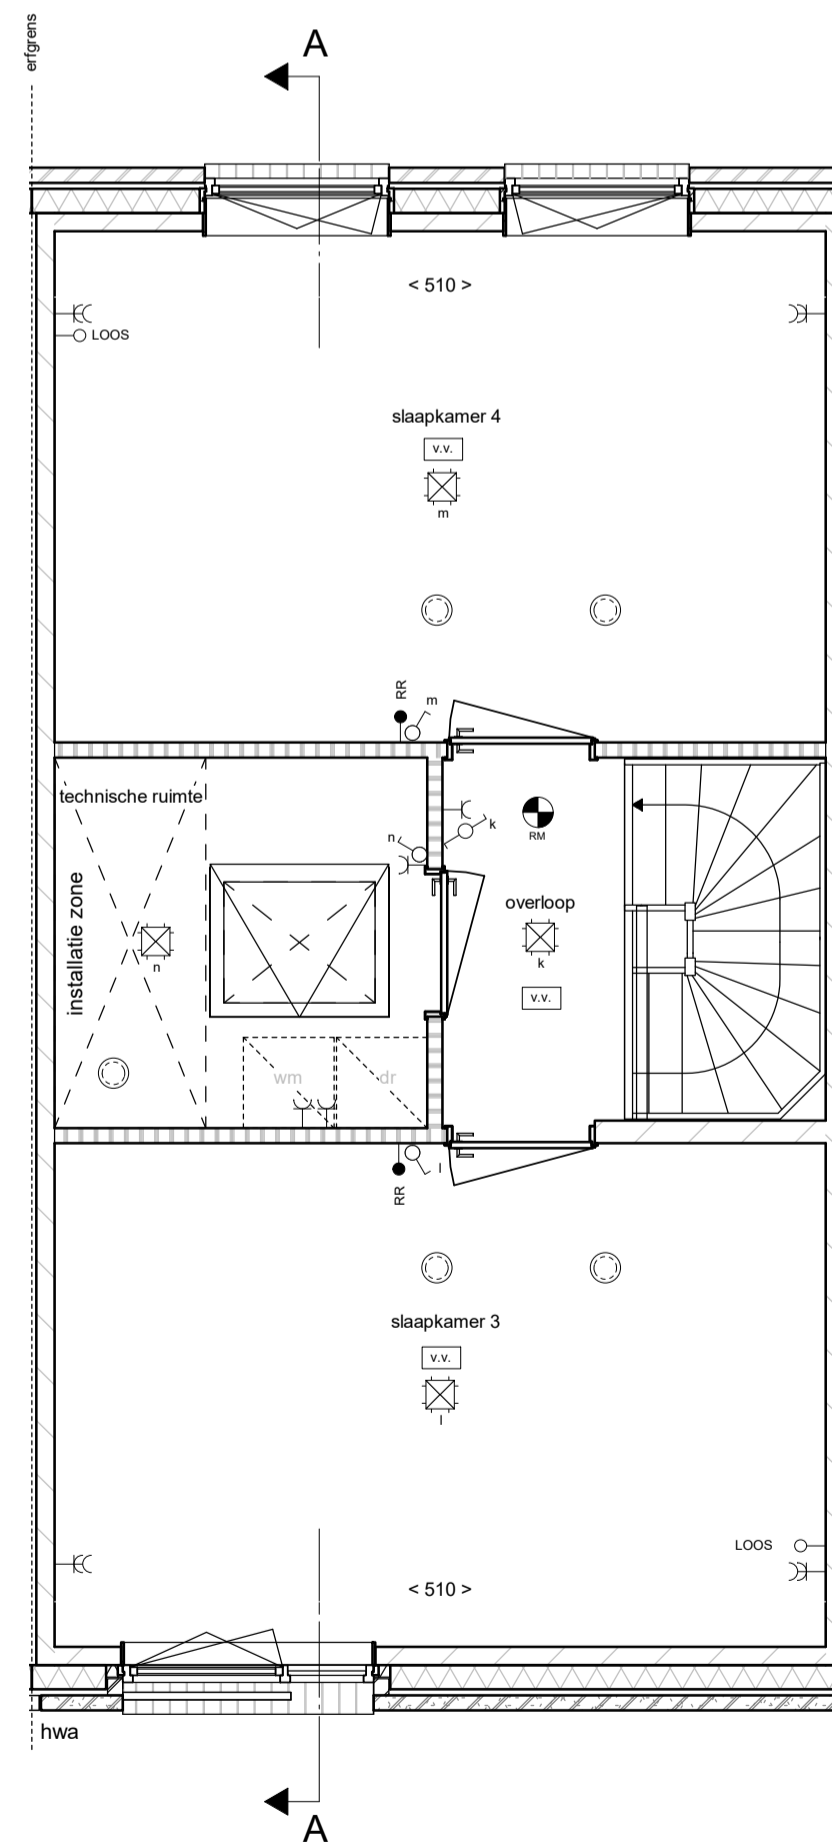 erfgrens
A
< 510 >
LOOS
slaapkamer 4
v.v.
m
RR
m
technische ruimte
k
n
RM
installatie zone
overloop
n
k
v.v.
wm
dr
l
RR
slaapkamer 3
v.v.
l
LOOS
< 510 >
hwa
A